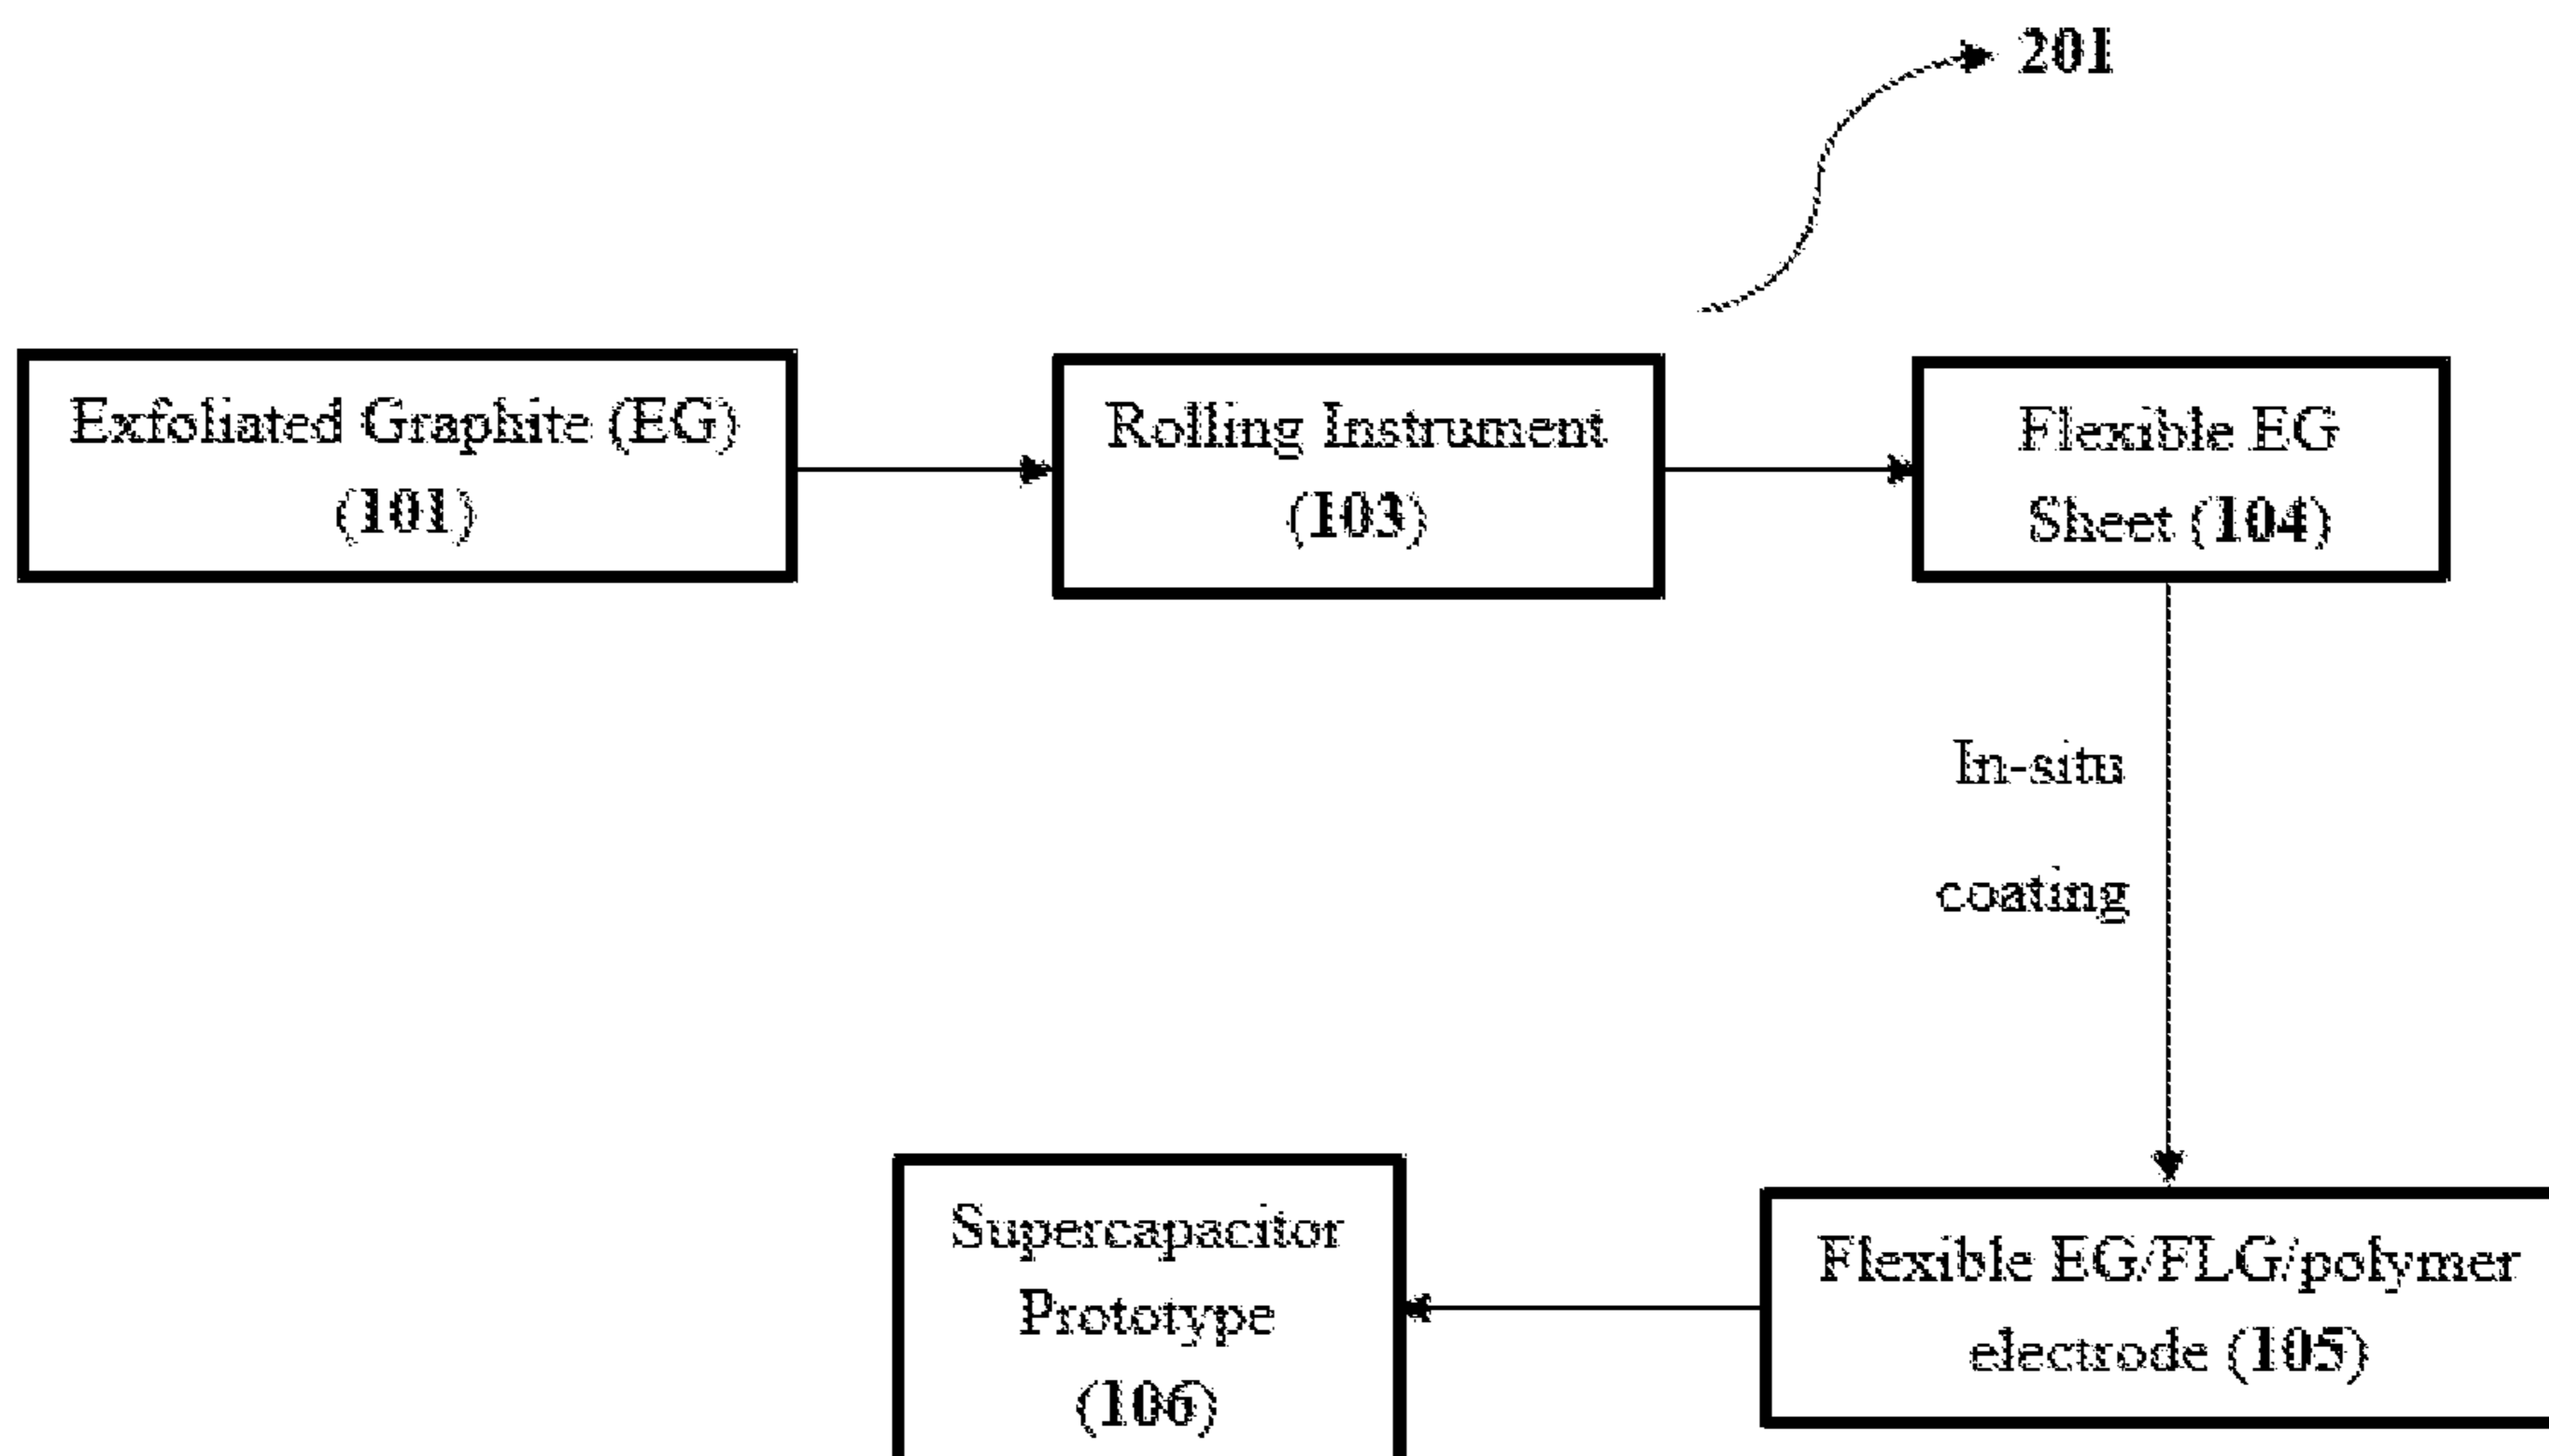 201
Exfoliated Graphite (EG)
(101)
Rolling Instrument
(103)
Flexible EG
Sheet (104)
In-situ
coating
Flexible EG/FLG/polymer
electrode (105)
Supercapacitor
Prototype
(106)